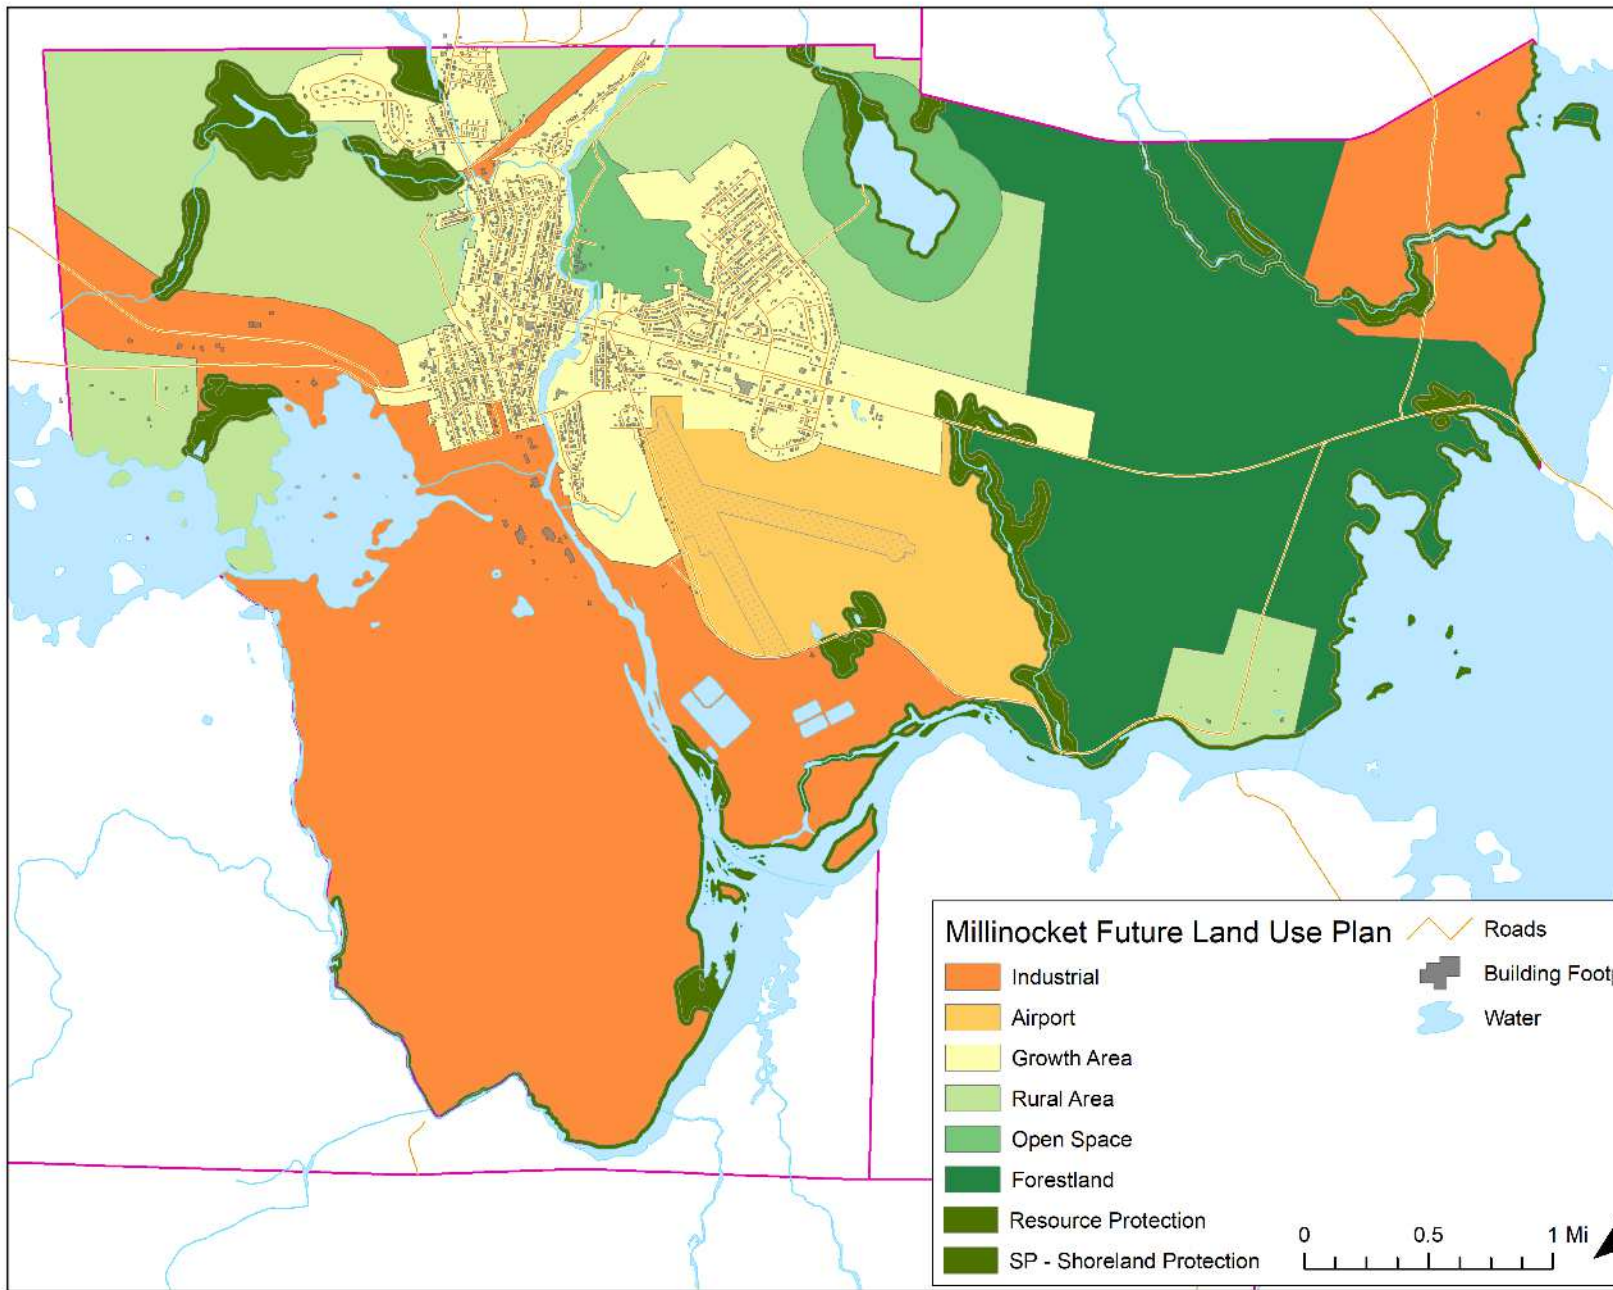 Millinocket Future Land Use Plan
Industrial
Airport
Growth Area
Rural Area
Open Space
Forestland
Resource Protection
SP - Shoreland Protection
Roads
Building Footp
Water
0 0.5 1 Mi